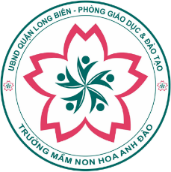 UBND QUẬN LONG BIÊN - PHÒNG GIÁO DỤC & ĐÀO TẠO
TRƯỜNG MẦM NON HOA ANH ĐÀO